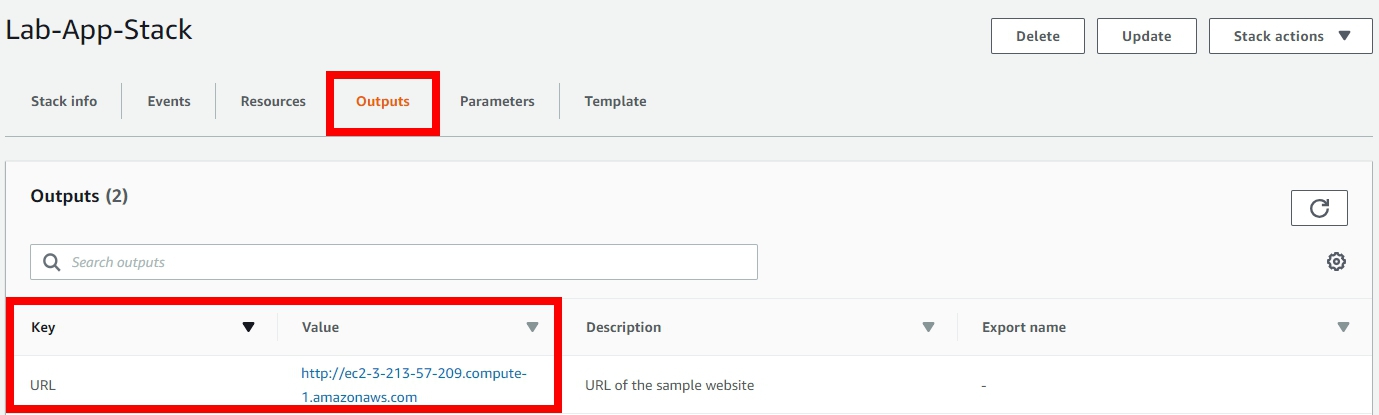 Lab-App-Stack
Delete
Update
Stack actions
Stack info
Events
Resources
Outputs
Parameters
Template
Outputs (2)
Search outputs
Key
Value
Description
Export name
URL
http://ec2-3-213-57-209.compute-
1.amazonaws.com
URL of the sample website
-